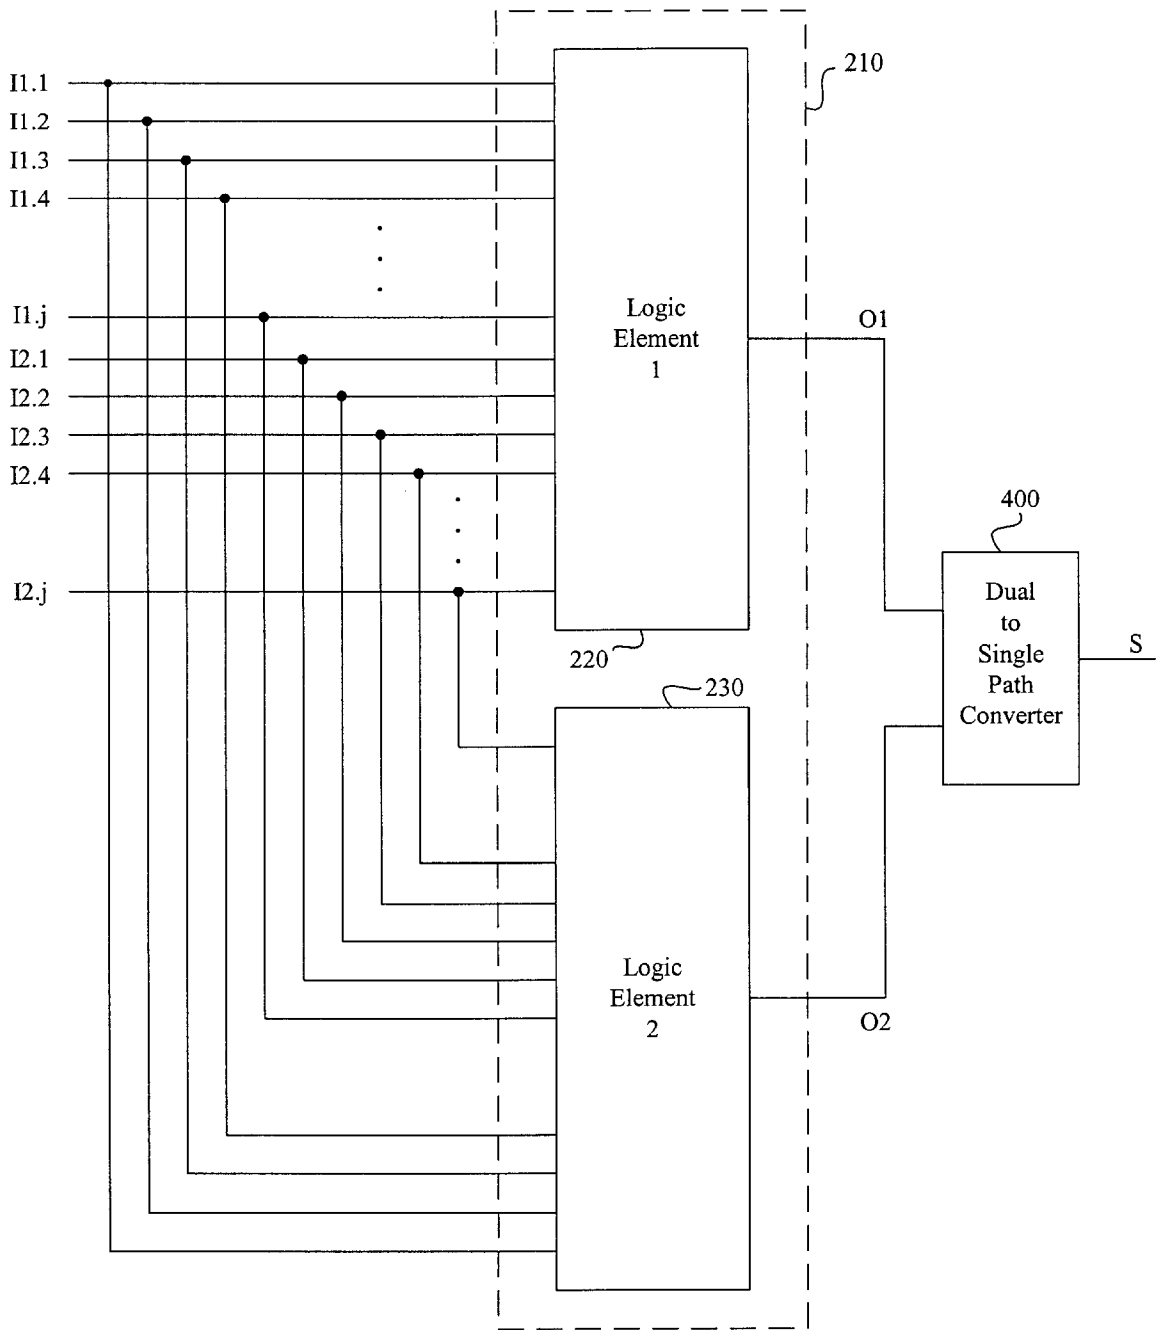 I1.1
I1.2
I1.3
I1.4
I1.j
I2.1
I2.2
I2.3
I2.4
I2.j
210
Logic
Element
1
220
O1
400
Dual
to
Single
Path
Converter
S
230
Logic
Element
2
O2